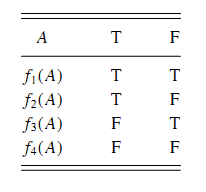 A T F
f₁(A) T T
f₂(A) T F
f₃(A) F T
f₄(A) F F